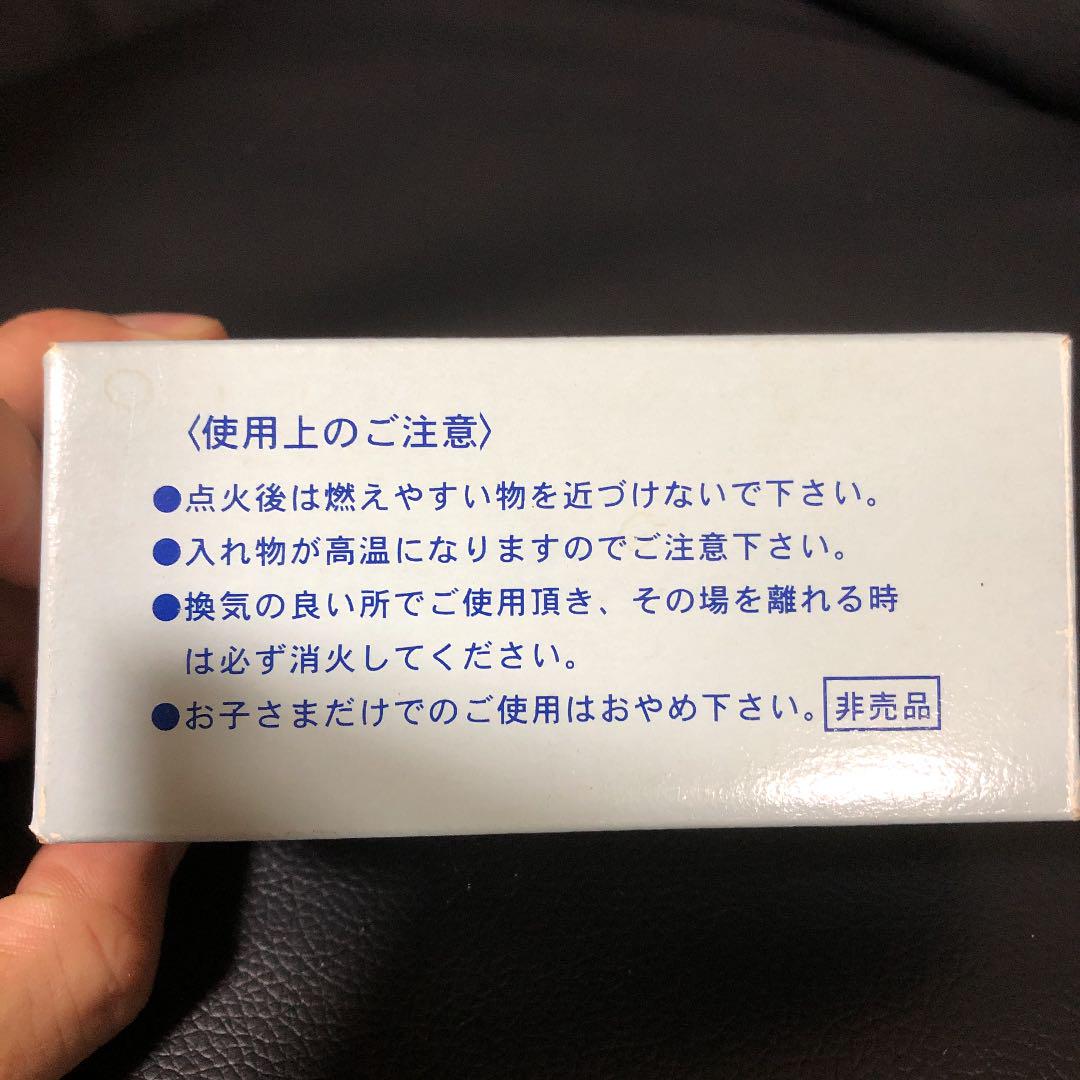 〈使用上のご注意〉
●点火後は燃えやすい物を近づけないで下さい。
●入れ物が高温になりますのでご注意下さい。
●換気の良い所でご使用頂き、その場を離れる時
は必ず消火してください。
●お子さまだけでのご使用はおやめ下さい。非売品